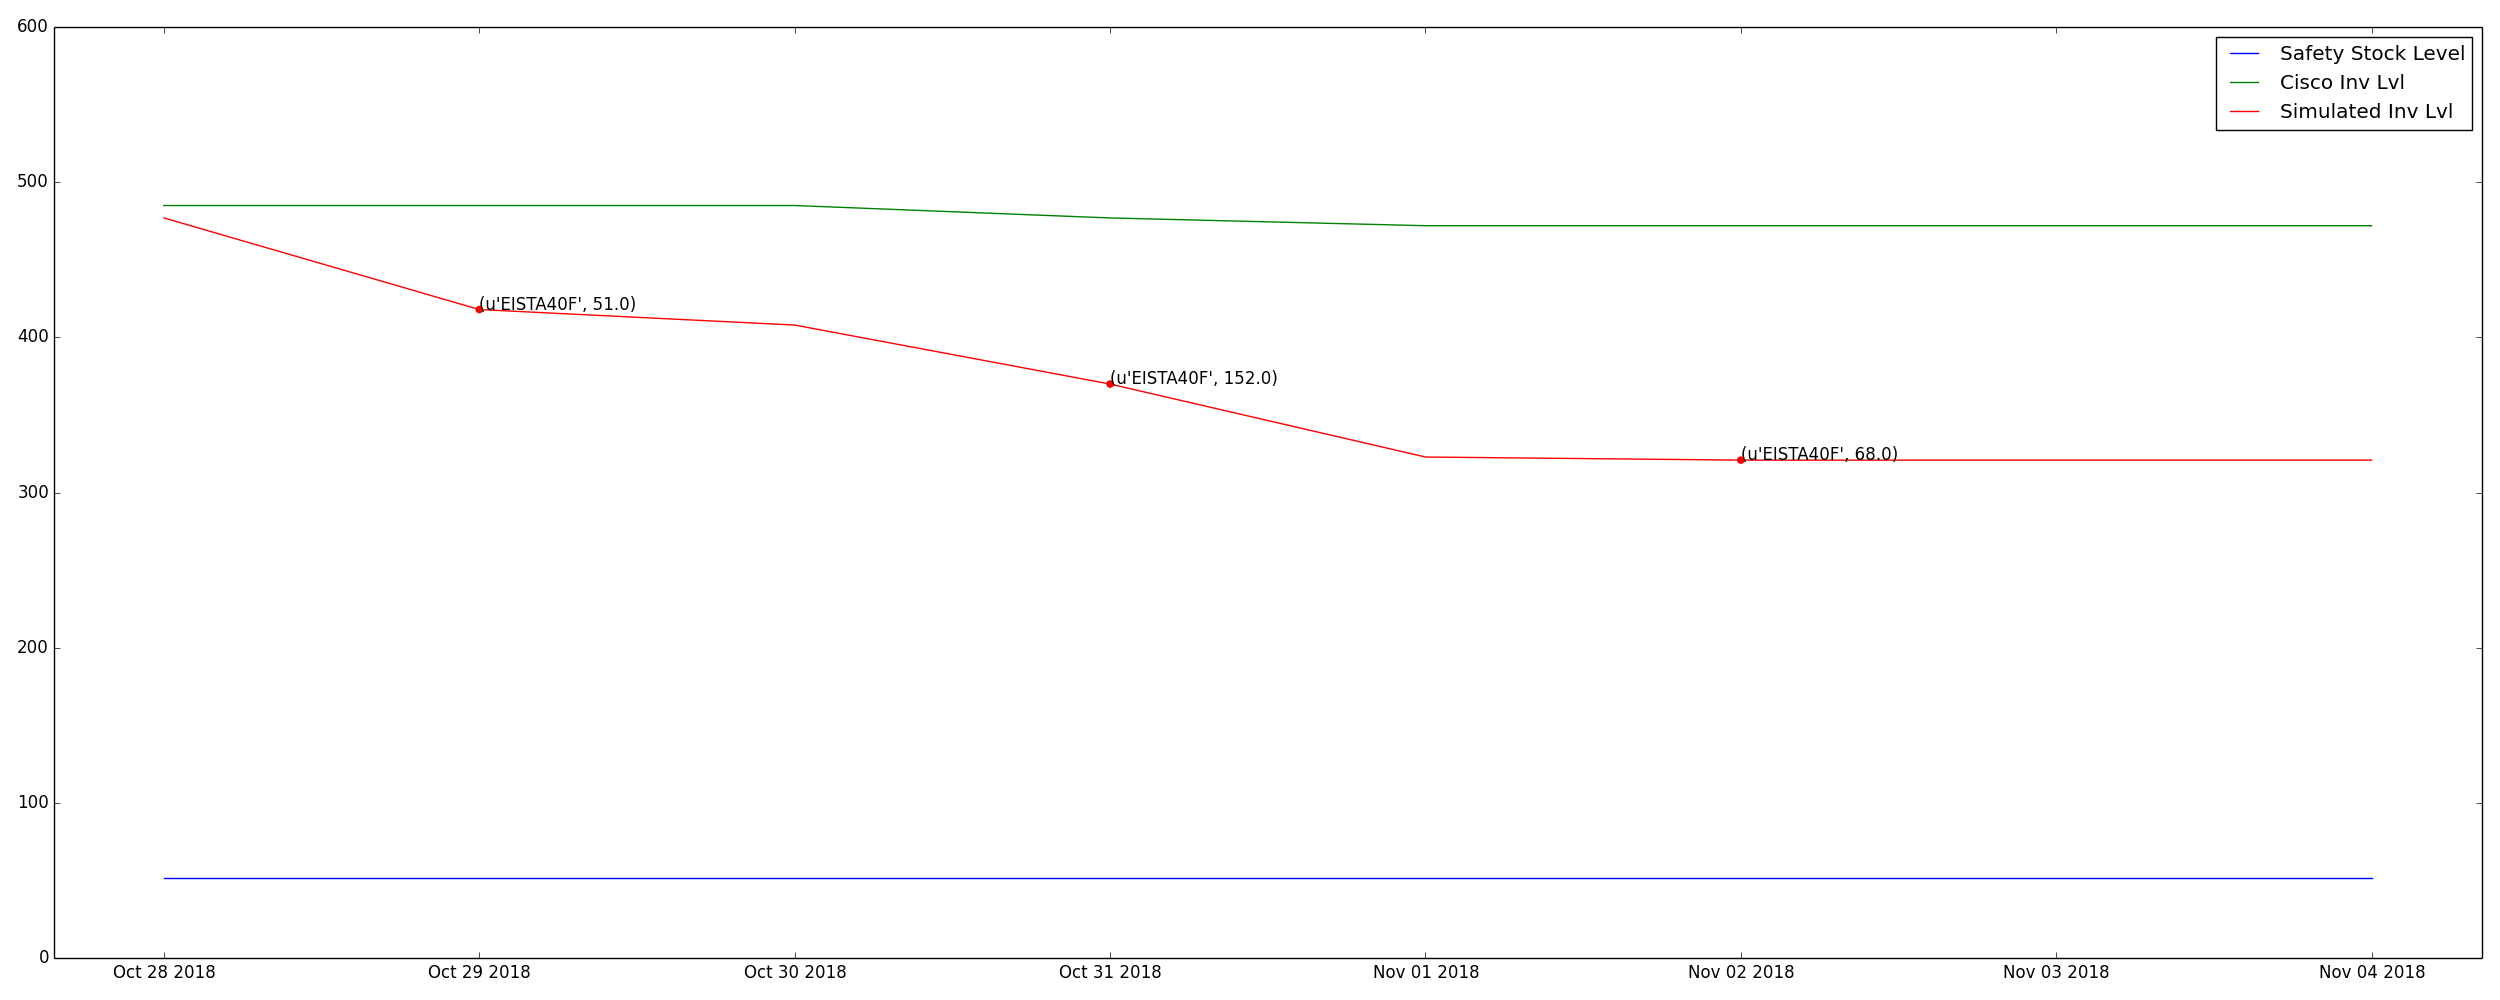 600
500
400
300
200
100
0
Safety Stock Level
Cisco Inv Lvl
Simulated Inv Lvl
(u'EISTA40F', 51.0)
(u'EISTA40F', 152.0)
(u'EISTA40F', 68.0)
Oct 28 2018
Oct 29 2018
Oct 30 2018
Oct 31 2018
Nov 01 2018
Nov 02 2018
Nov 03 2018
Nov 04 2018